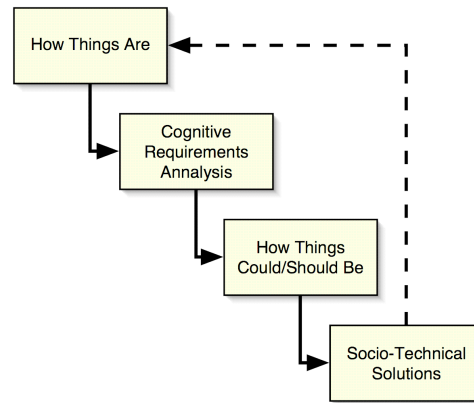 How Things Are
Cognitive
Requirements
Annalysis
How Things
Could/Should Be
Socio-Technical
Solutions